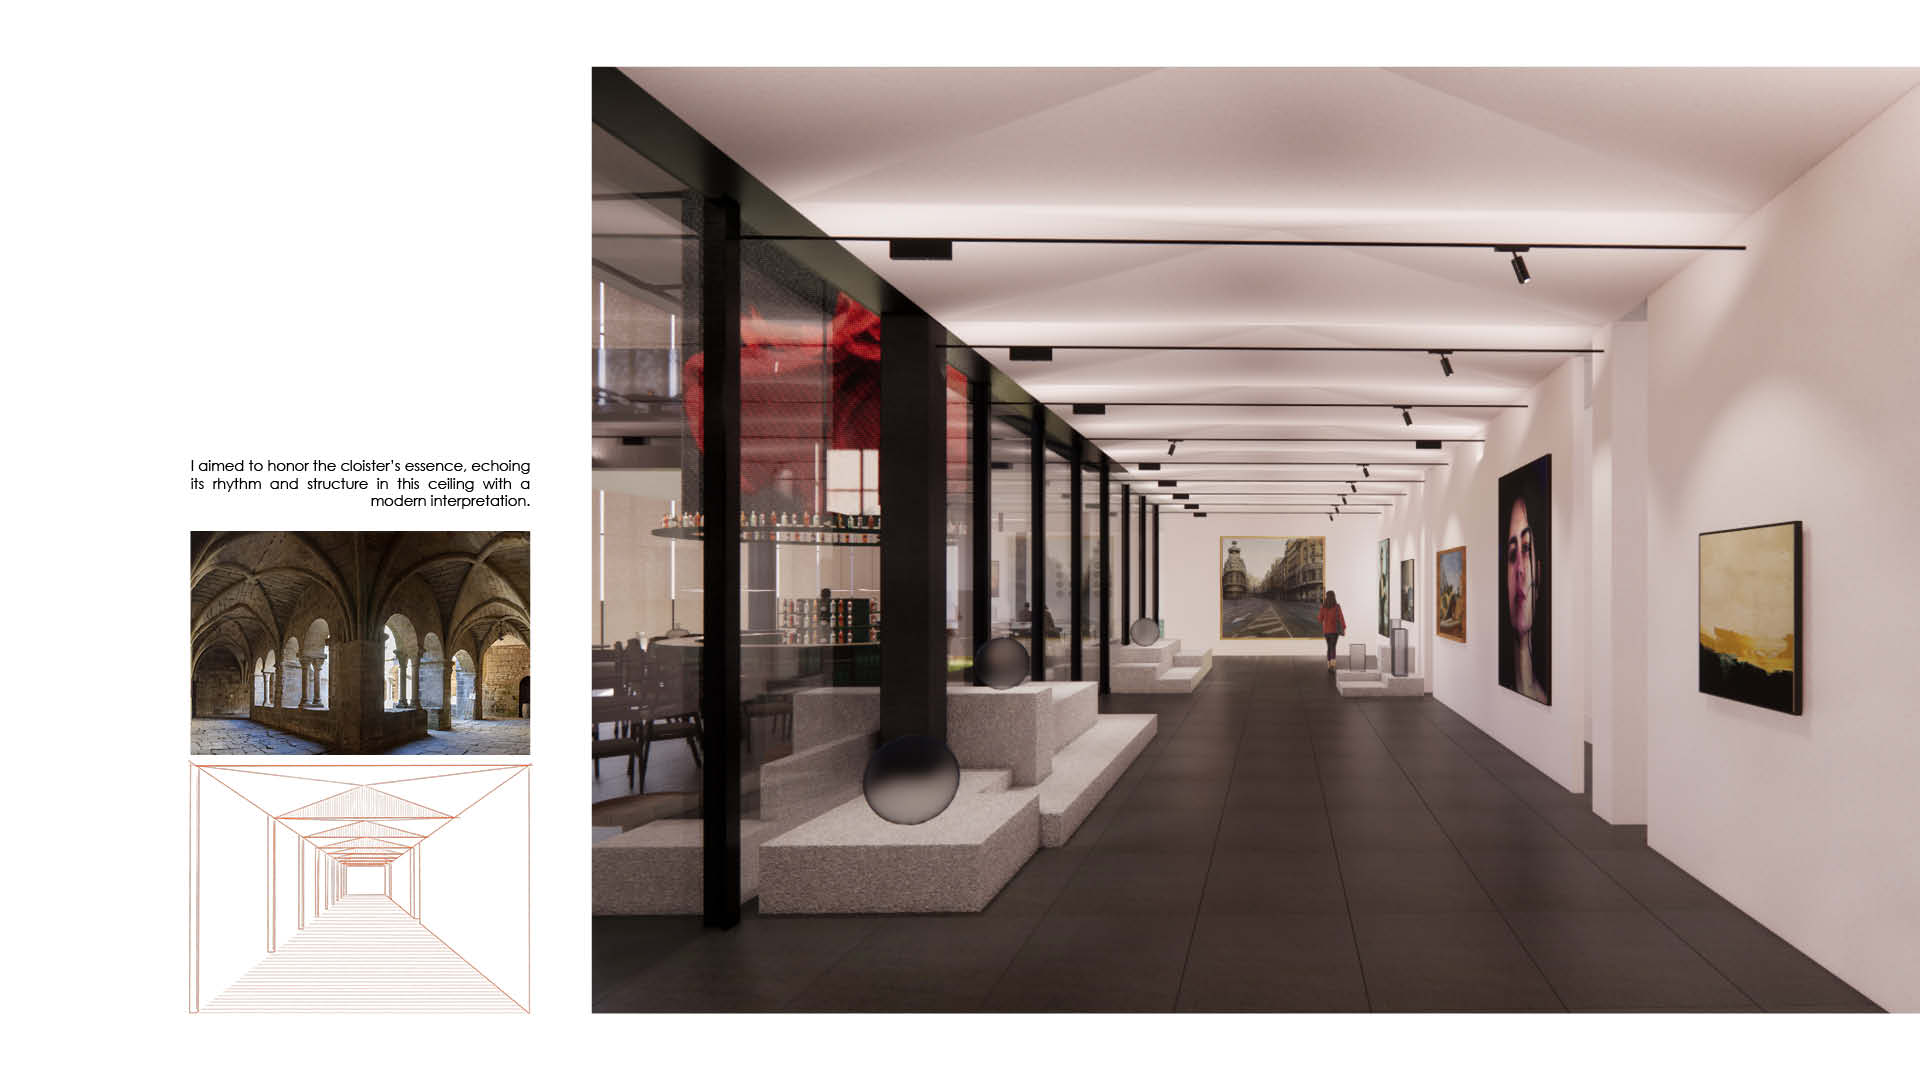 I aimed to honor the cloister’s essence, echoing
its rhythm and structure in this ceiling with a
modern interpretation.